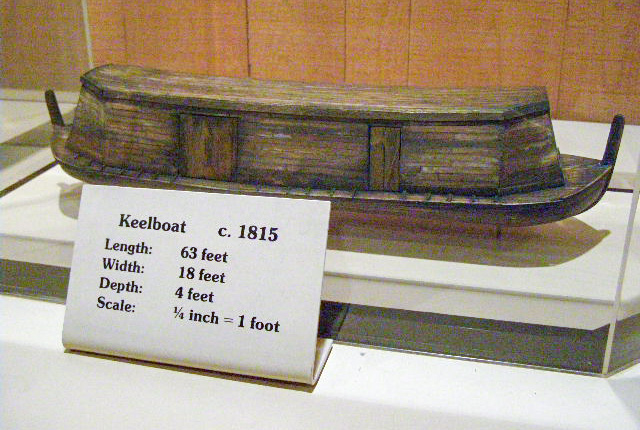 Keelboat c. 1815
Length: 63 feet
Width: 18 feet
Depth: 4 feet
Scale: ¼ inch = 1 foot